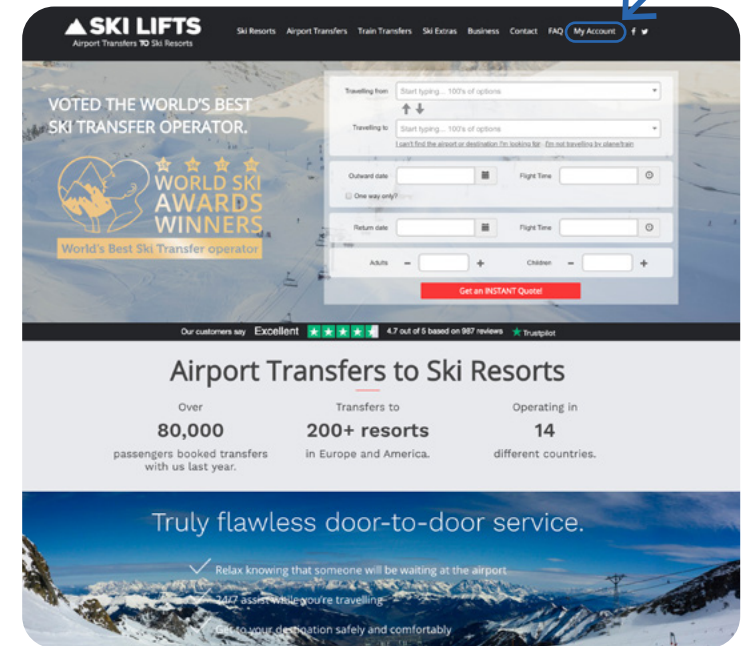 SKI LIFTS
Airport Transfers TO Ski Resorts
Ski Resorts Airport Transfers Train Transfers Ski Extras Business Contact FAQ My Account
VOTED THE WORLD'S BEST
SKI TRANSFER OPERATOR.
WORLD SKI
AWARDS
WINNERS
World's Best Ski Transfer operator
Travelling from Start typing... 100's of options
Travelling to Start typing... 100's of options
I can't find the airport or destination I'm looking for - I'm not travelling by plane/train
Outward date Flight Time
One way only?
Return date Flight Time
Adults - + Children - +
Get an INSTANT Quote!
Our customers say Excellent 4.7 out of 5 based on 987 reviews Trustpilot
Airport Transfers to Ski Resorts
Over
80,000
passengers booked transfers
with us last year.
Transfers to
200+ resorts
in Europe and America.
Operating in
14
different countries.
Truly flawless door-to-door service.
Relax knowing that someone will be waiting at the airport
24/7 assist while you're travelling
Get to your destination safely and comfortably